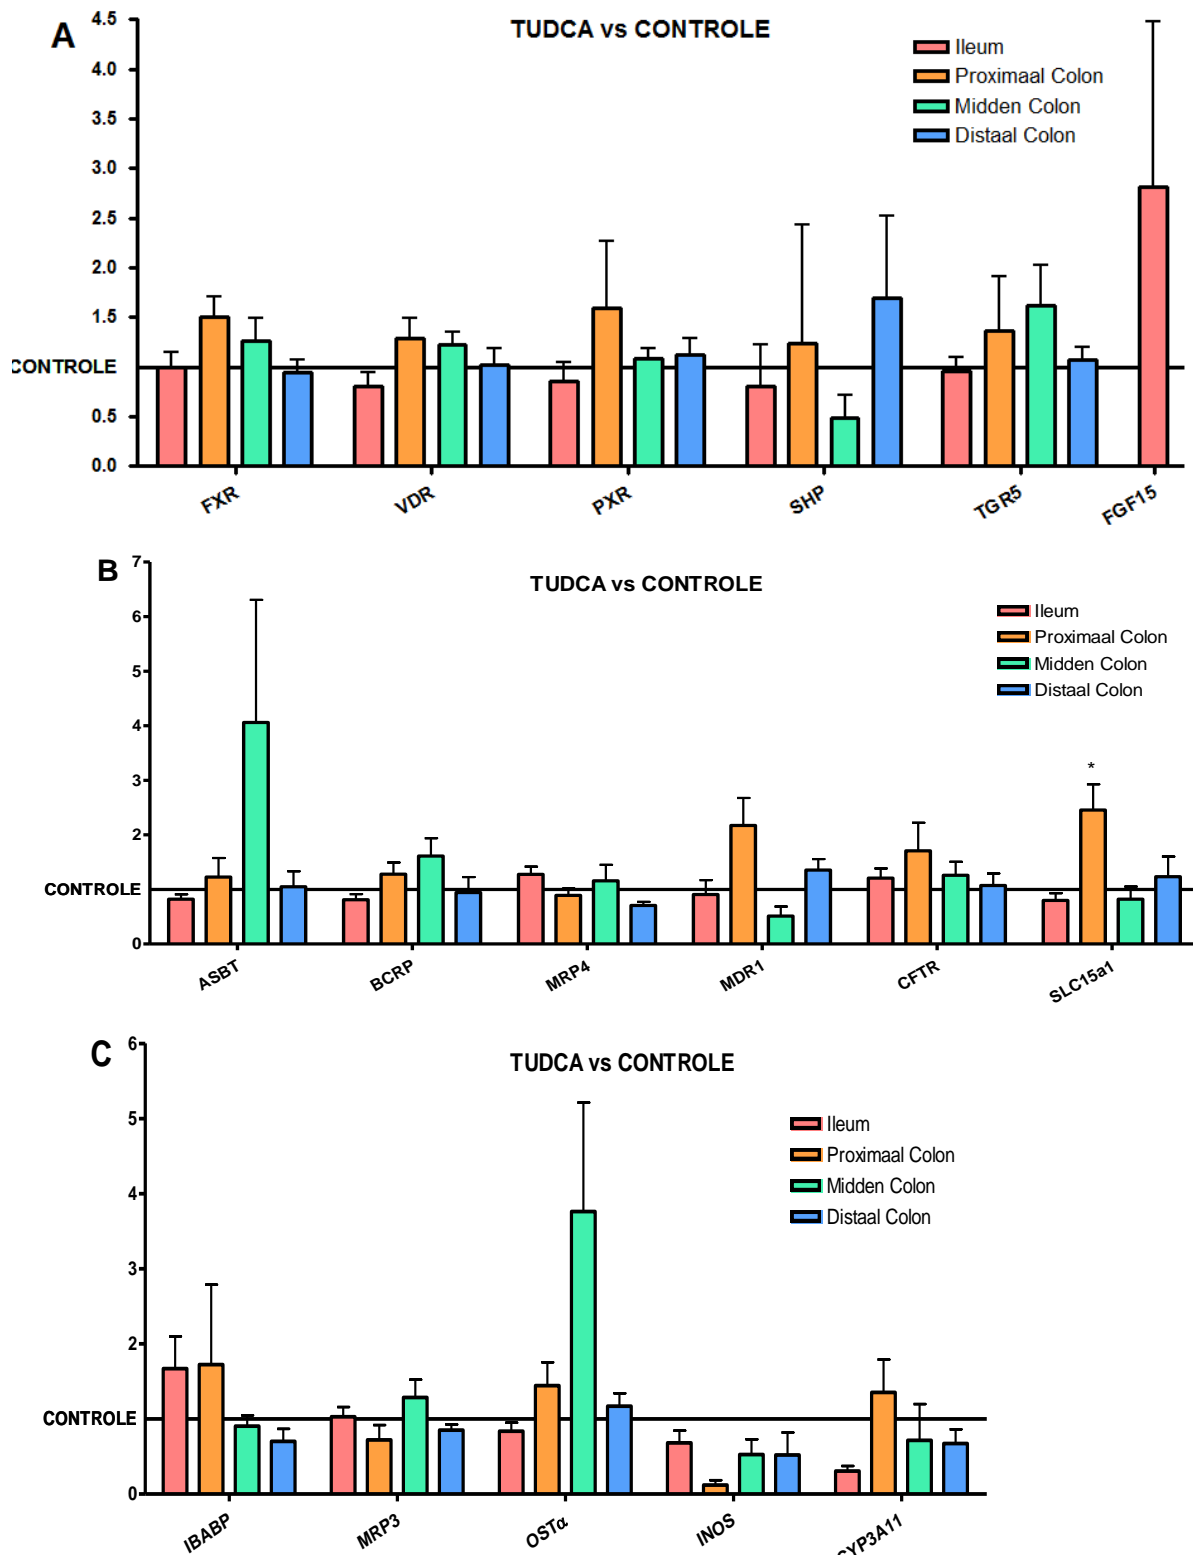 A
TUDCA vs CONTROLE
Ileum
Proximaal Colon
Midden Colon
Distaal Colon
4.5
4.0
3.5
3.0
2.5
2.0
1.5
CONTROLE
0.5
0.0
FXR
VDR
PXR
SHP
TGR5
FGF15
B
TUDCA vs CONTROLE
Ileum
Proximaal Colon
Midden Colon
Distaal Colon
7
6
5
4
3
2
CONTROLE
0
*
ASBT
BCRP
MRP4
MDR1
CFTR
SLC15a1
C
TUDCA vs CONTROLE
Ileum
Proximaal Colon
Midden Colon
Distaal Colon
6
5
4
3
2
CONTROLE
0
IBABP
MRP3
OSTα
INOS
CYP3A11